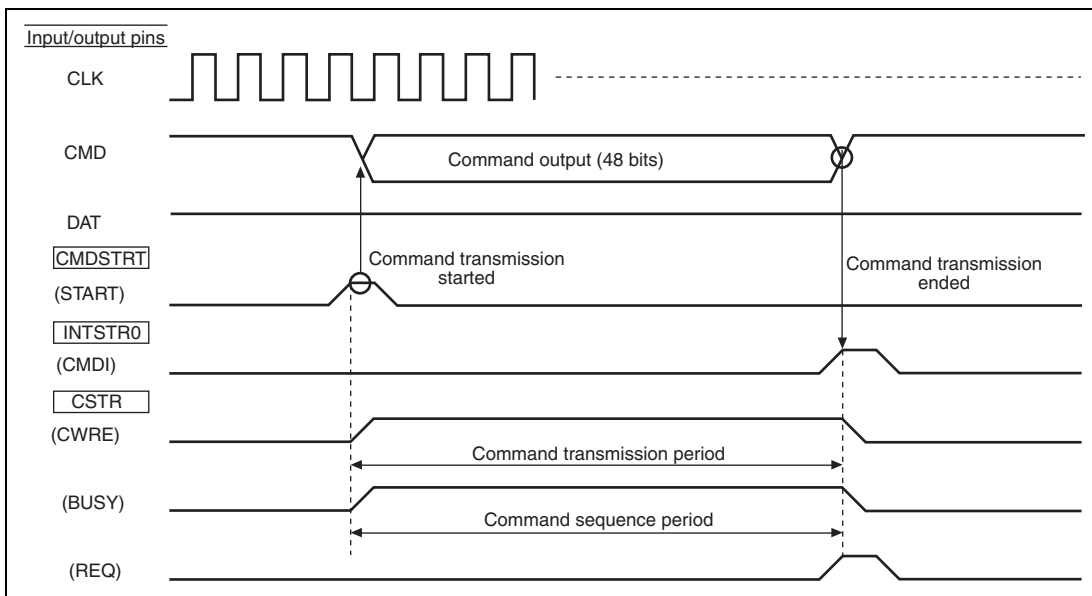 Input/output pins
CLK
CMD
Command output (48 bits)
DAT
CMDSTRT
Command transmission
started
Command transmission
ended
(START)
INTSTR0
(CMDI)
CSTR
(CWRE)
Command transmission period
(BUSY)
Command sequence period
(REQ)